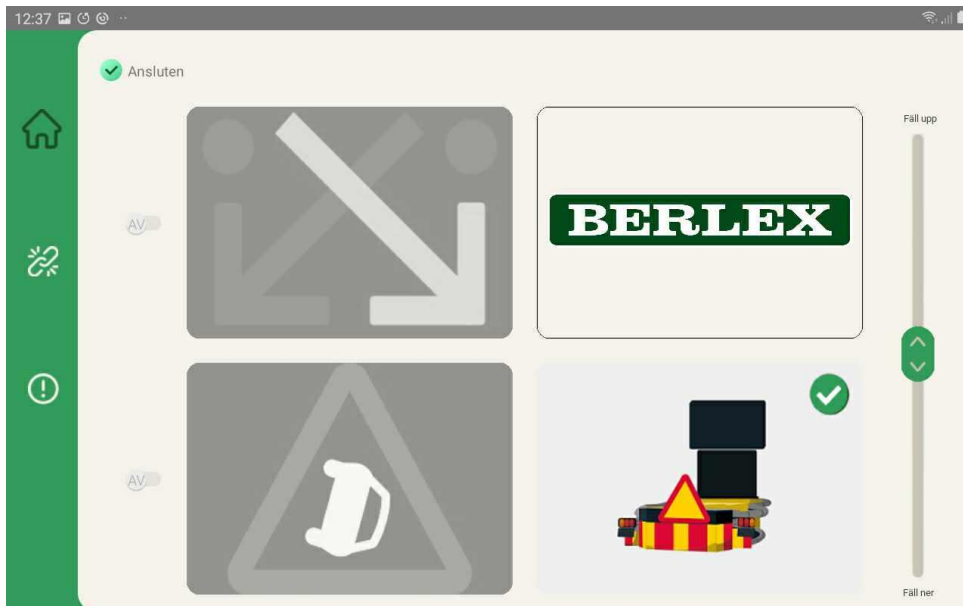 12:37
Ansluten
Fäll upp
AV
BERLEX
AV
Fäll ner